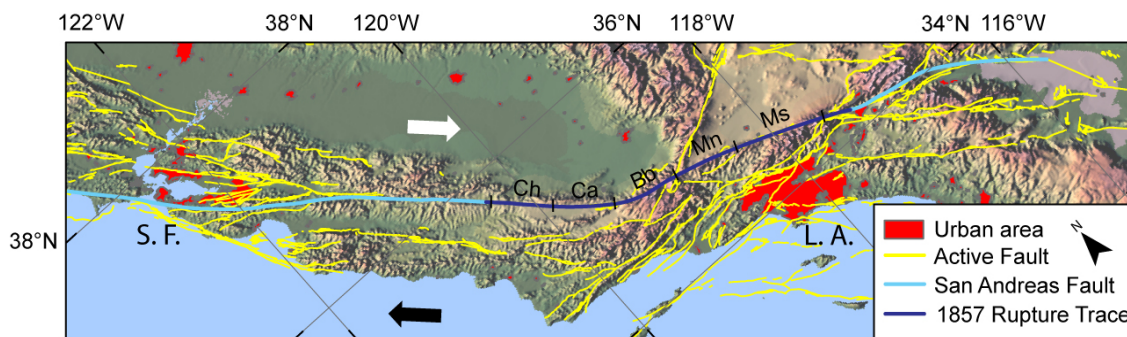 122°W 38°N 120°W 36°N 118°W 34°N 116°W
Ms
Mn
Bb
Ch Ca
38°N
S. F.
L. A.
Urban area
Active Fault
San Andreas Fault
1857 Rupture Trace
N